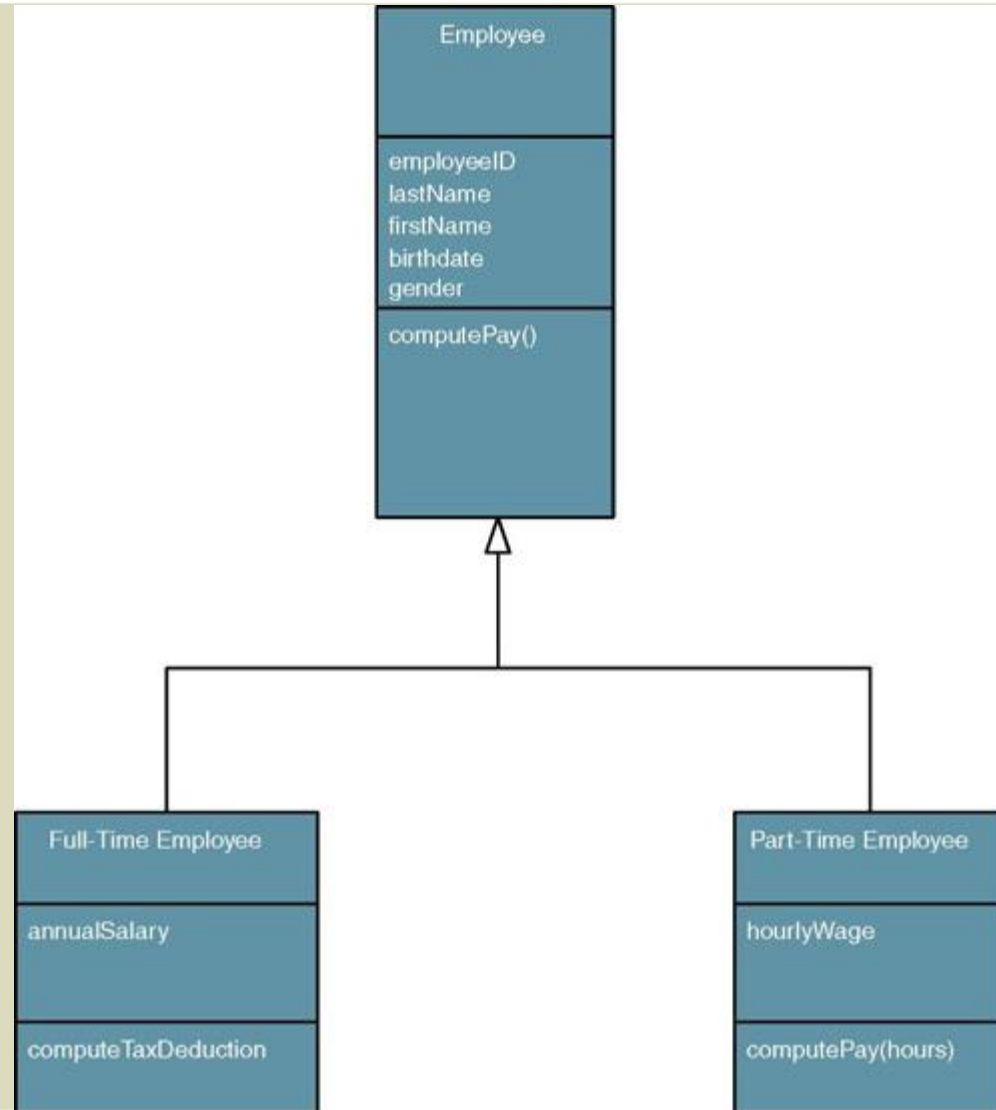 Employee
employeeID
lastName
firstName
birthdate
gender
computePay()
Full-Time Employee
annualSalary
computeTaxDeduction
Part-Time Employee
hourlyWage
computePay(hours)